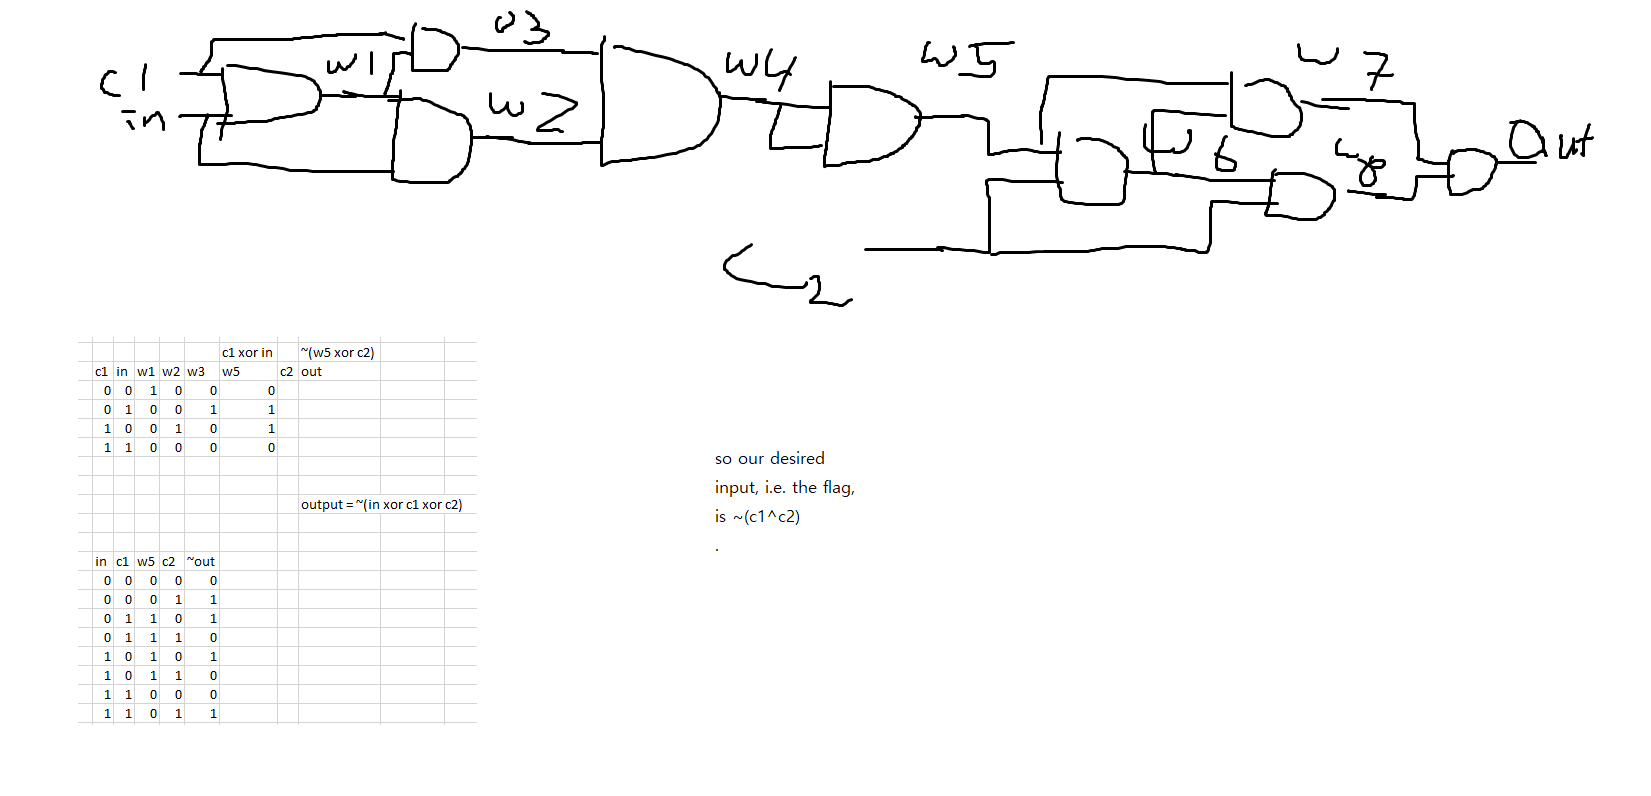 w3
w1
w4
w5
w7
c1
w2
in
w6
w8
Out
C2
c1 xor in ~(w5 xor c2)
c1 in w1 w2 w3 w5 c2 out
0 0 1 0 0 0
0 1 0 0 1 1
1 0 0 1 0 1
1 1 0 0 0 0
output = ~(in xor c1 xor c2)
in c1 w5 c2 ~out
0 0 0 0 0
0 0 0 1 1
0 1 1 0 1
0 1 1 1 0
1 0 1 0 1
1 0 1 1 0
1 1 0 0 0
1 1 0 1 1
so our desired
input, i.e. the flag,
is ~(c1^c2)
.